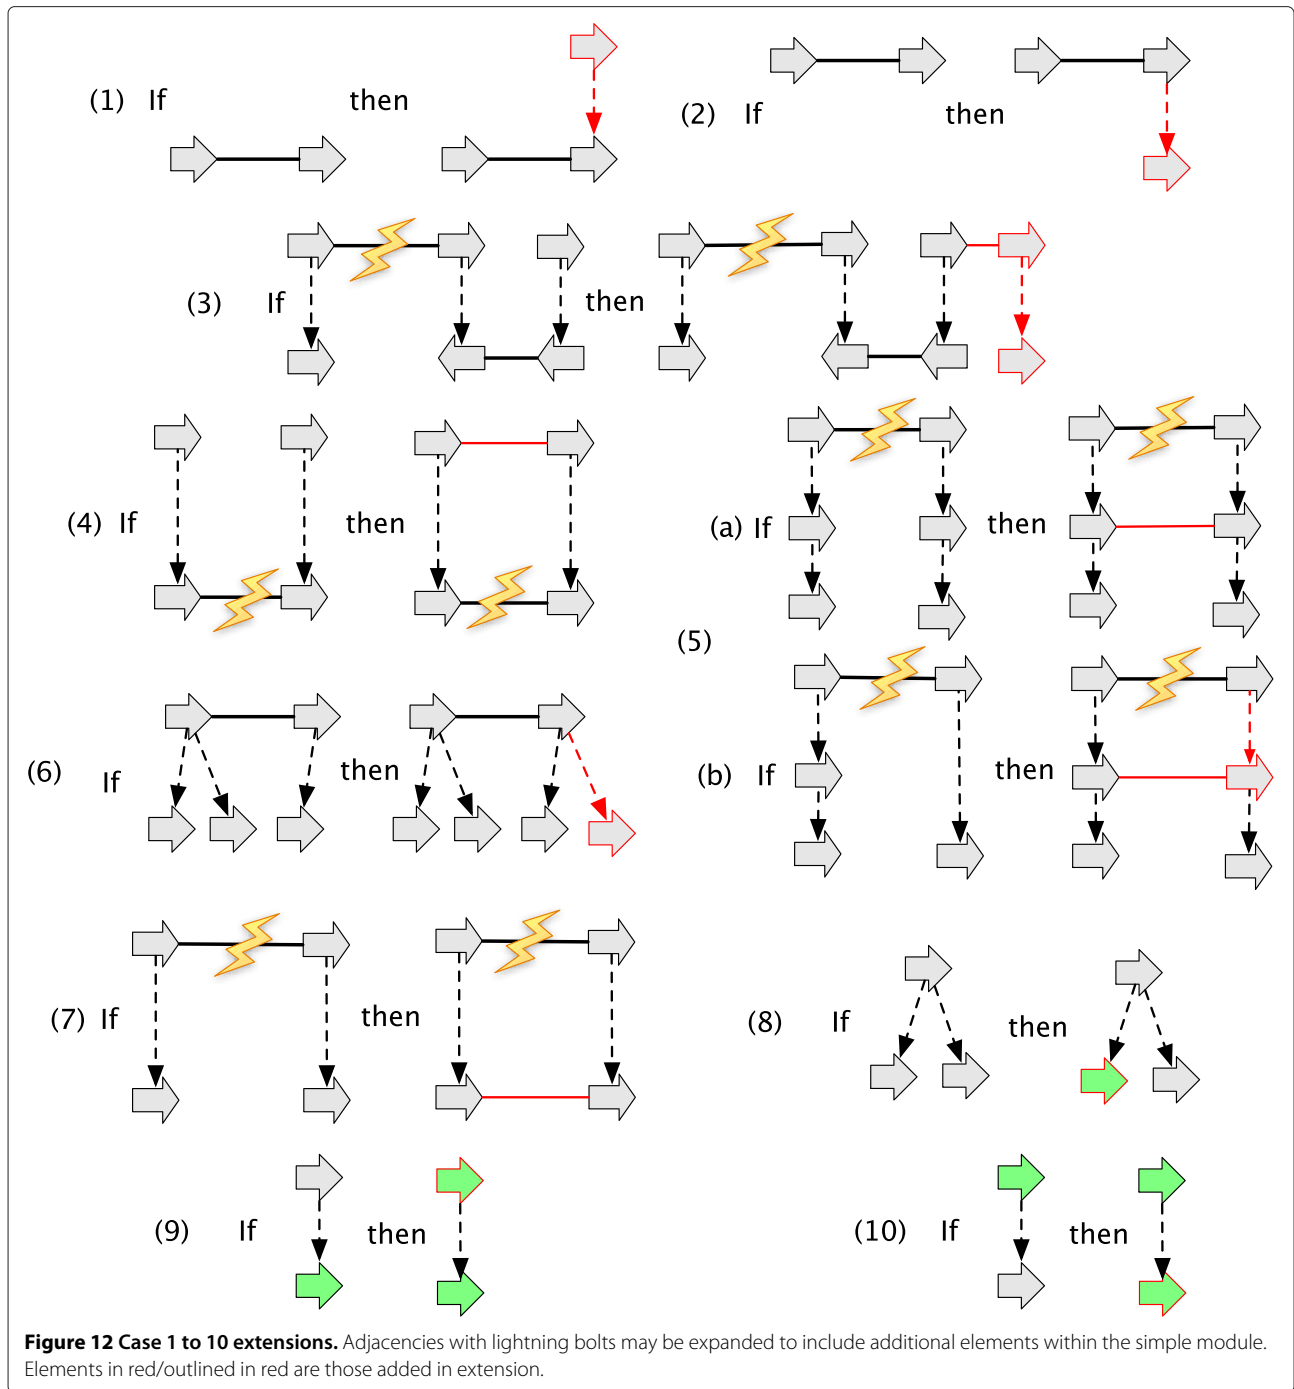 (1) If then
(2) If then
(3) If then
(4) If then
(5)
(a) If then
(b) If then
(6) If then
(7) If then
(8) If then
(9) If then
(10) If then
Figure 12 Case 1 to 10 extensions. Adjacencies with lightning bolts may be expanded to include additional elements within the simple module.
Elements in red/outlined in red are those added in extension.